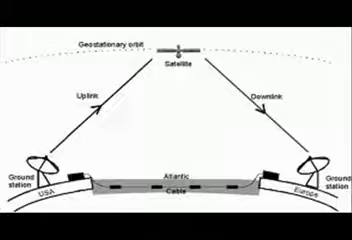 Geostationary orbit
Satellite
Uplink
Downlink
Ground
station
USA
Atlantic
Cable
Europe
Ground
station